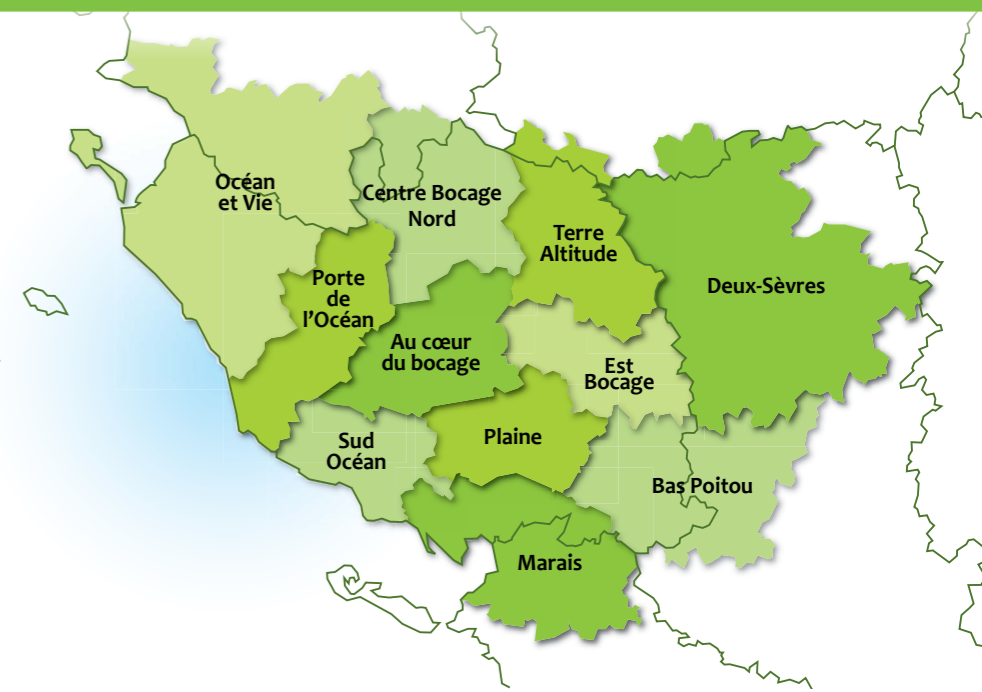 Océan
et Vie
Centre Bocage
Nord
Terre
Altitude
Porte
de
l'Océan
Deux-Sèvres
Au cœur
du bocage
Est
Bocage
Sud
Océan
Plaine
Bas Poitou
Marais